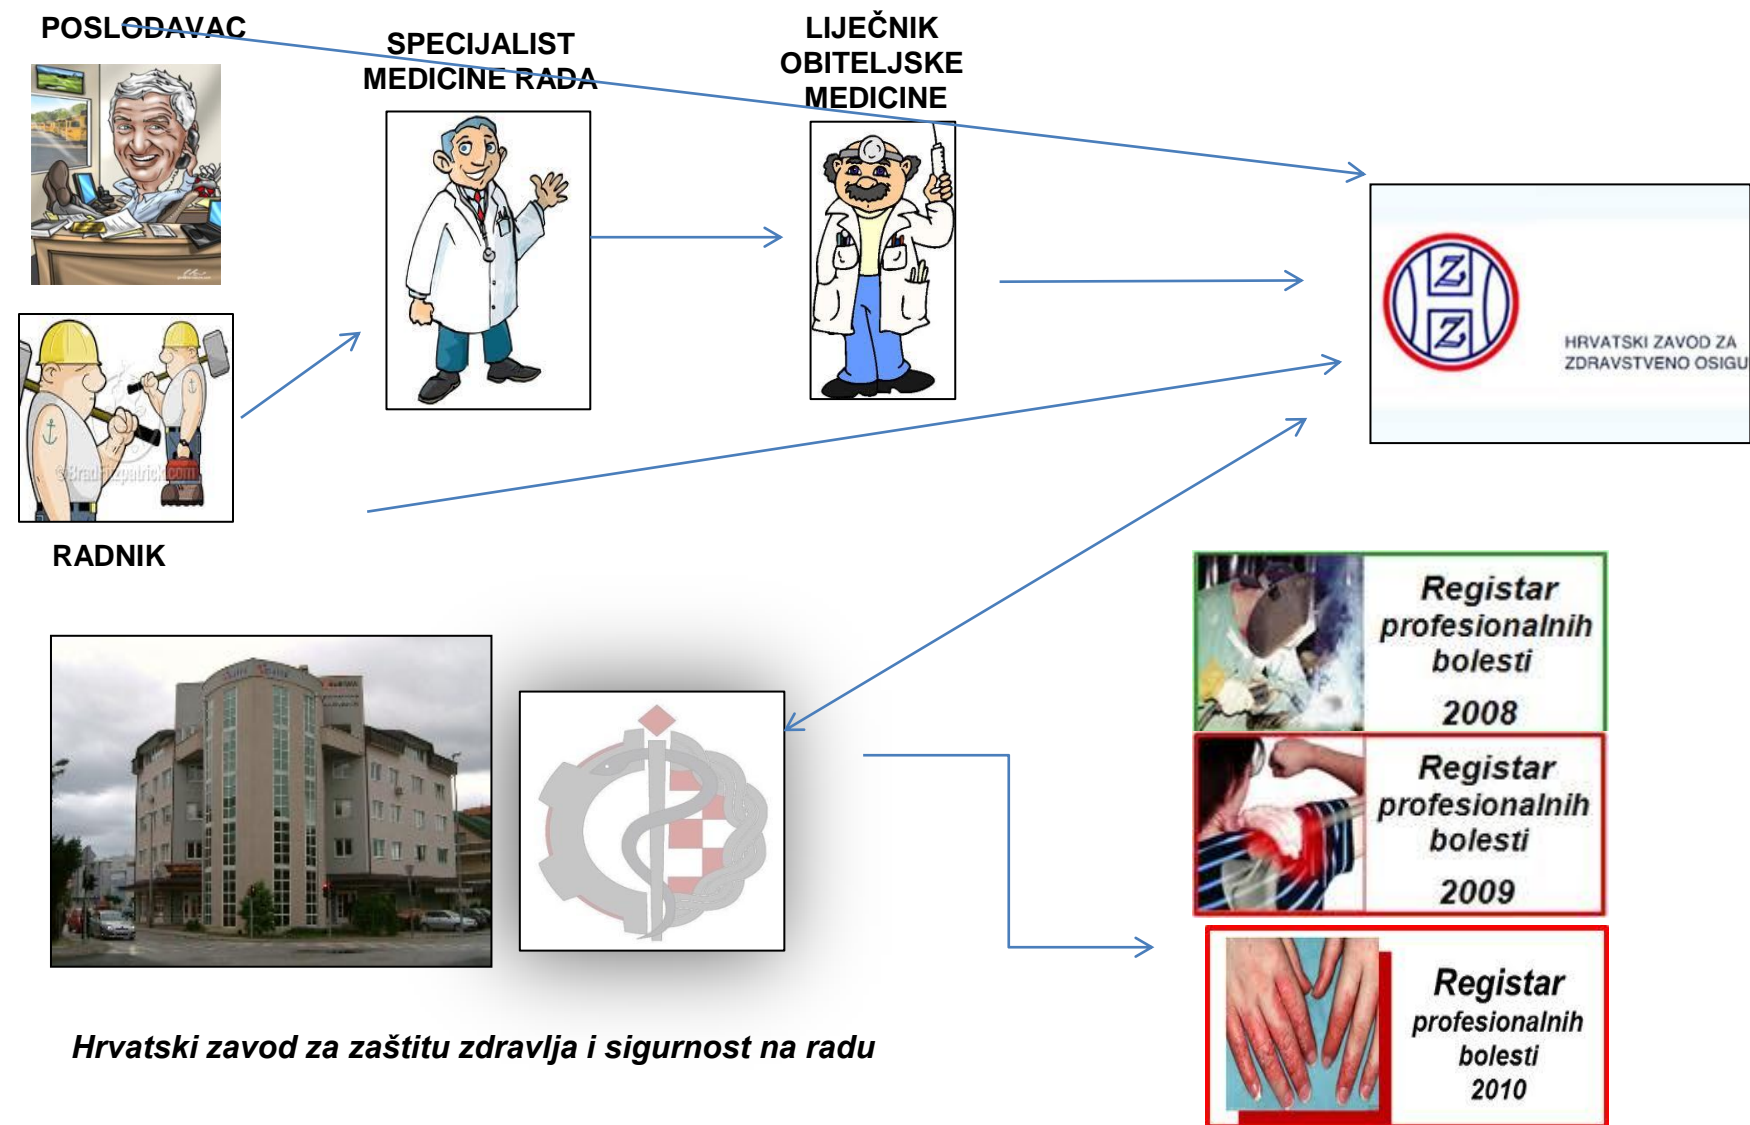 POSLODAVAC
SPECIJALIST
MEDICINE RADA
LIJEČNIK
OBITELJSKE
MEDICINE
HRVATSKI ZAVOD ZA
ZDRAVSTVENO OSIGU
RADNIK
Registar
profesionalnih
bolesti
2008
Registar
profesionalnih
bolesti
2009
Registar
profesionalnih
bolesti
2010
Hrvatski zavod za zaštitu zdravlja i sigurnost na radu